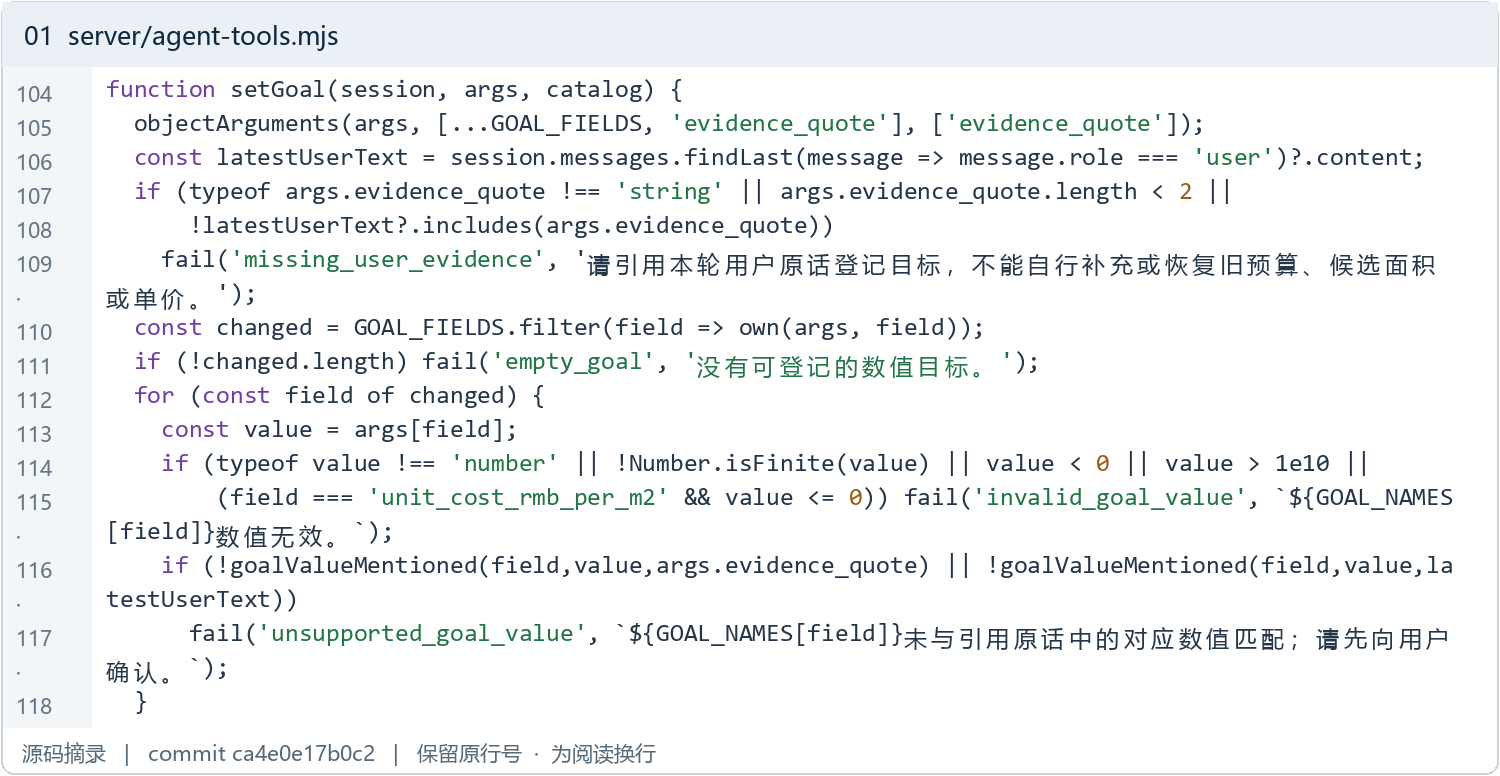 01 server/agent-tools.mjs
104 function setGoal(session, args, catalog) {
105   objectArguments(args, [...GOAL_FIELDS, 'evidence_quote'], ['evidence_quote']);
106   const latestUserText = session.messages.findLast(message => message.role === 'user')?.content;
107   if (typeof args.evidence_quote !== 'string' || args.evidence_quote.length < 2 ||
108       !latestUserText?.includes(args.evidence_quote))
109     fail('missing_user_evidence', '请引用本轮用户原话登记目标，不能自行补充或恢复旧预算、候选面积
· 或单价。');
110   const changed = GOAL_FIELDS.filter(field => own(args, field));
111   if (!changed.length) fail('empty_goal', '没有可登记的数值目标。');
112   for (const field of changed) {
113     const value = args[field];
114     if (typeof value !== 'number' || !Number.isFinite(value) || value < 0 || value > 1e10 ||
115         (field === 'unit_cost_rmb_per_m2' && value <= 0)) fail('invalid_goal_value', `${GOAL_NAMES
· [field]}数值无效。`);
116     if (!goalValueMentioned(field,value,args.evidence_quote) || !goalValueMentioned(field,value,la
· testUserText))
117       fail('unsupported_goal_value', `${GOAL_NAMES[field]}未与引用原话中的对应数值匹配；请先向用户
· 确认。`);
118   }
源码摘录 | commit ca4e0e17b0c2 | 保留原行号 · 为阅读换行